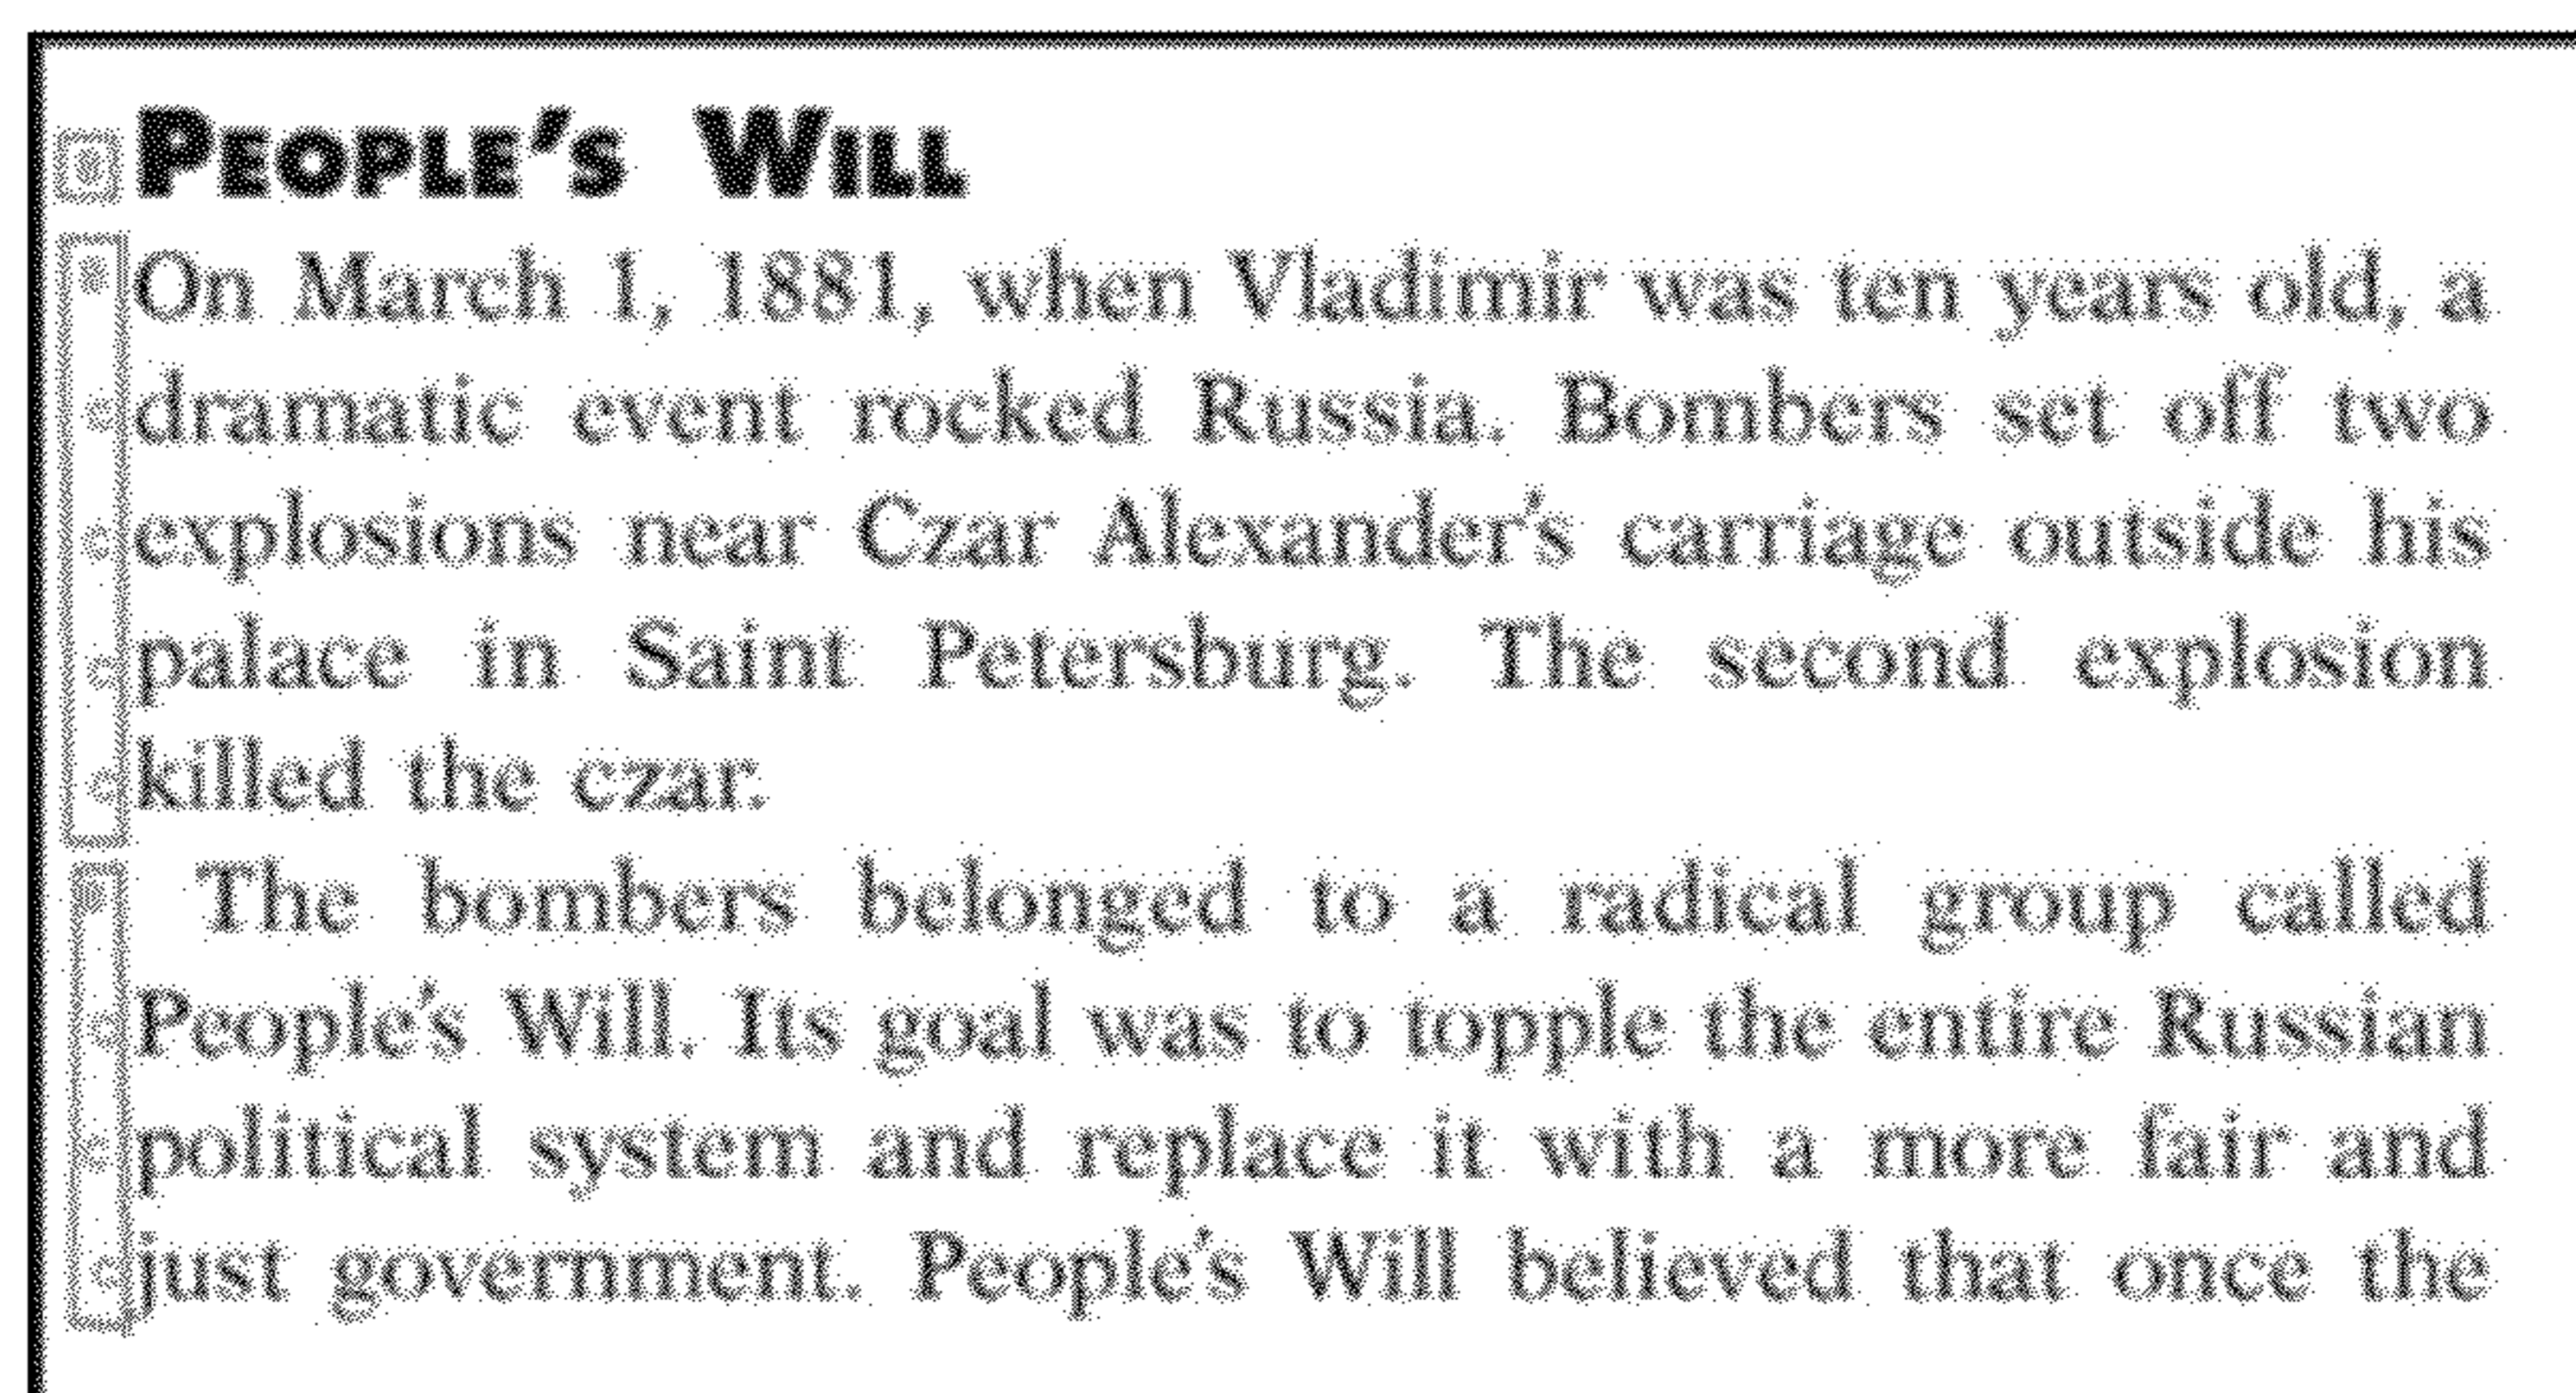 PEOPLE'S WILL
On March 1, 1881, when Vladimir was ten years old, a
dramatic event rocked Russia. Bombers set off two
explosions near Czar Alexander's carriage outside his
palace in Saint Petersburg. The second explosion
killed the czar.
The bombers belonged to a radical group called
People's Will. Its goal was to topple the entire Russian
political system and replace it with a more fair and
just government. People's Will believed that once the